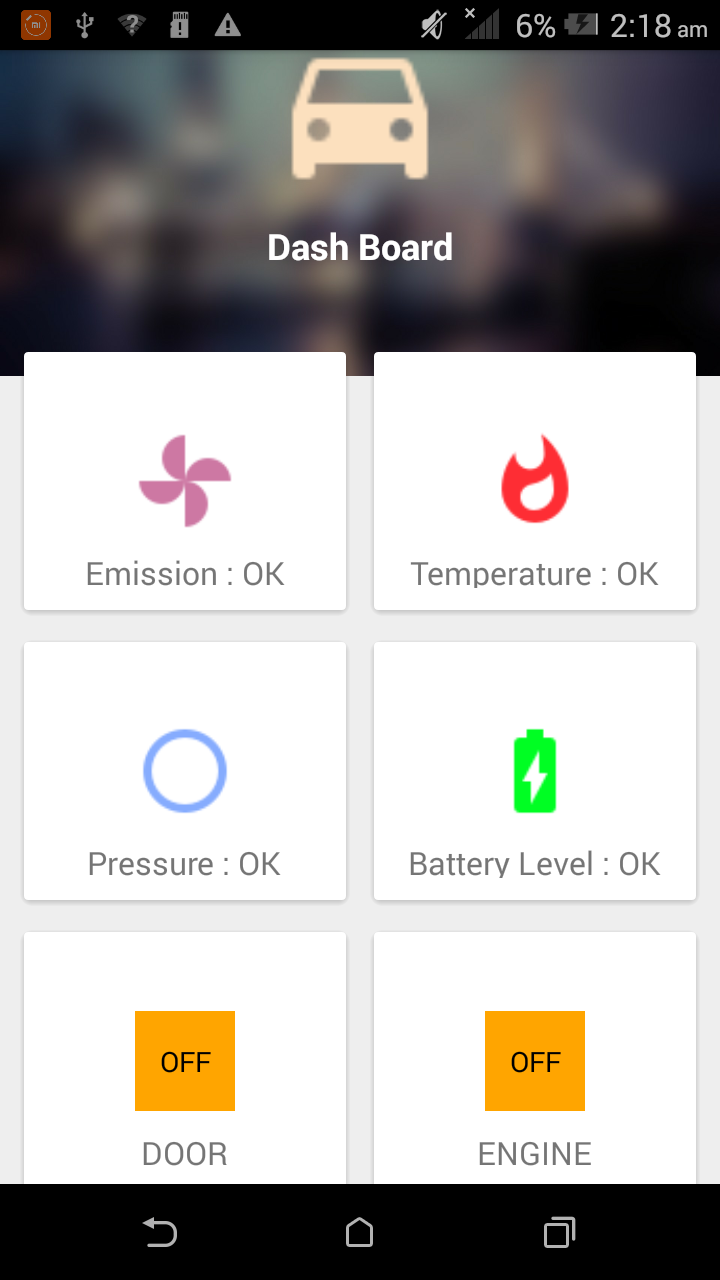 6% 2:18 am
Dash Board
Emission : OK
Temperature : OK
Pressure : OK
Battery Level : OK
OFF
OFF
DOOR
ENGINE